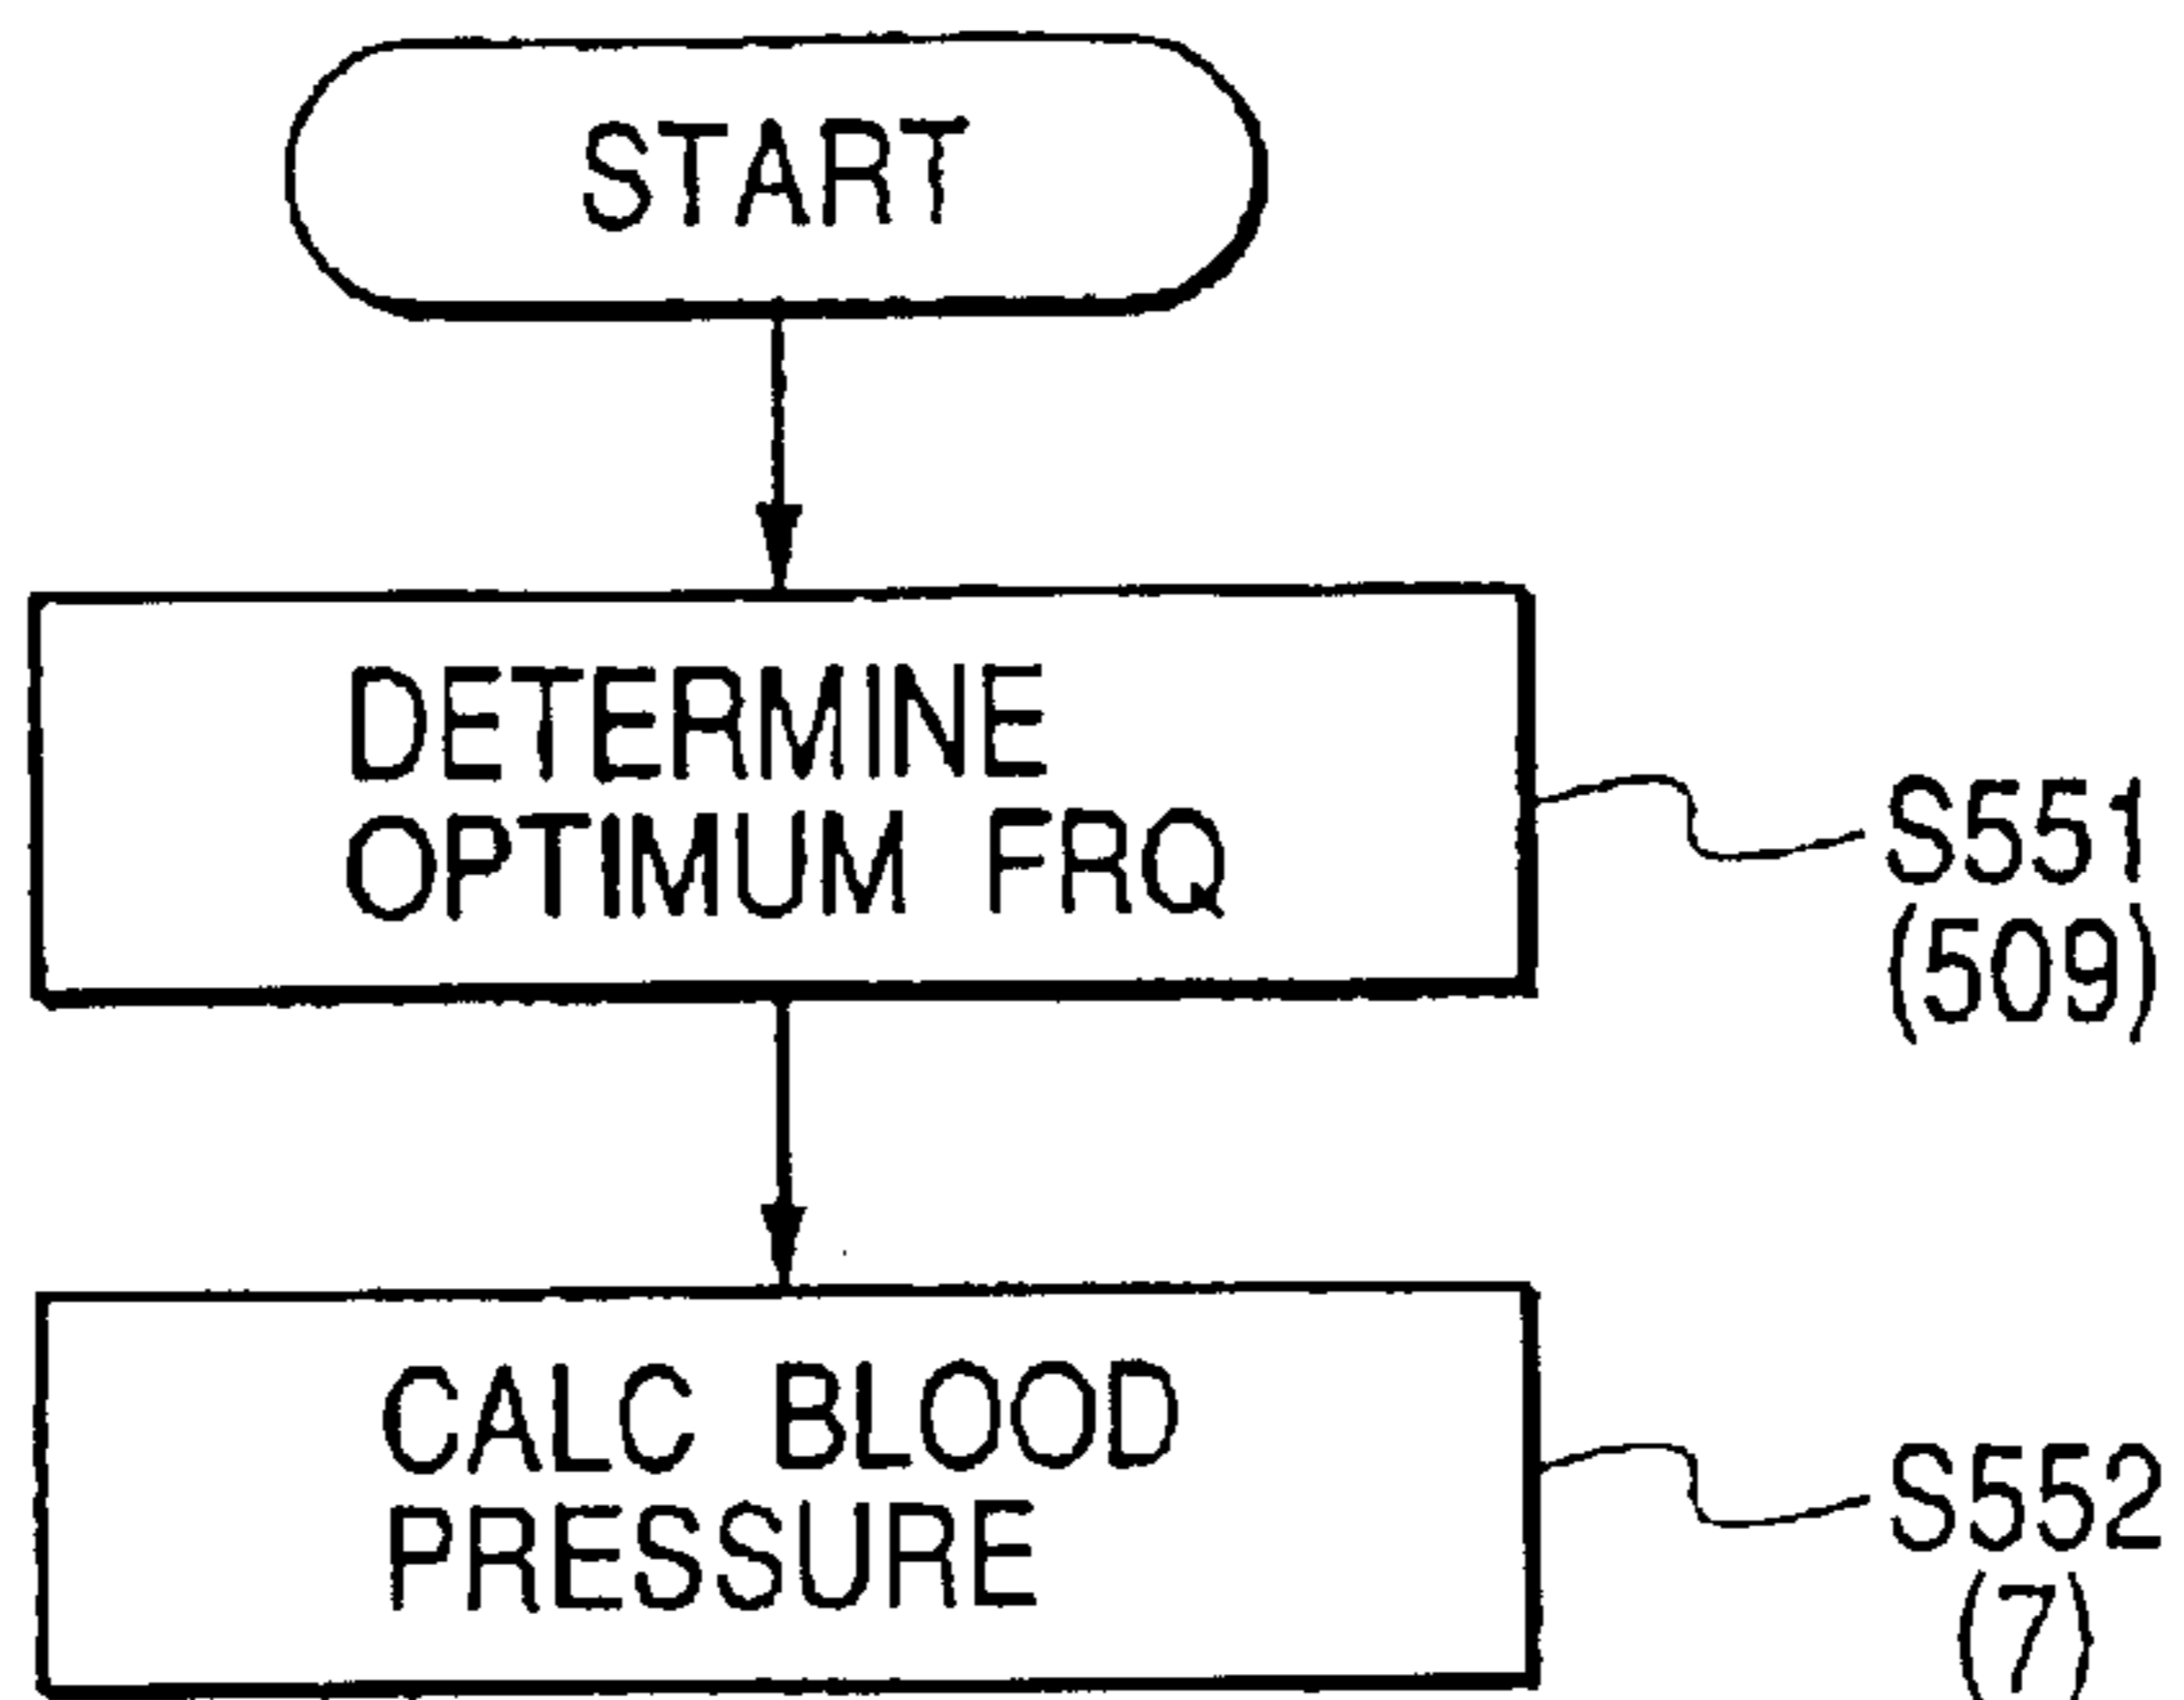 START
DETERMINE
OPTIMUM FRQ
S551
(509)
CALC BLOOD
PRESSURE
S552
(7)